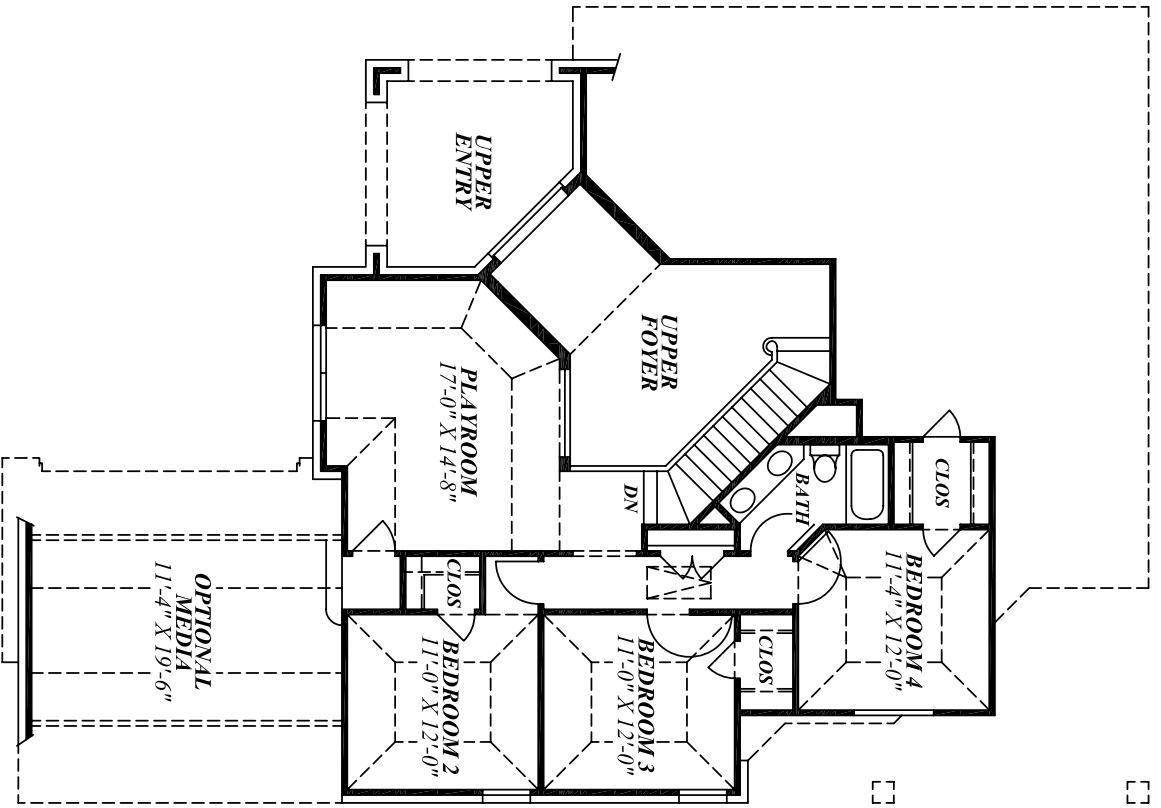 UPPER
ENTRY
UPPER
FOYER
PLAYROOM
17'-0" X 14'-8"
DN
BATH
CLOS
BEDROOM 4
11'-4" X 12'-0"
CLOS
CLOS
BEDROOM 3
11'-0" X 12'-0"
BEDROOM 2
11'-0" X 12'-0"
OPTIONAL
MEDIA
11'-4" X 19'-6"